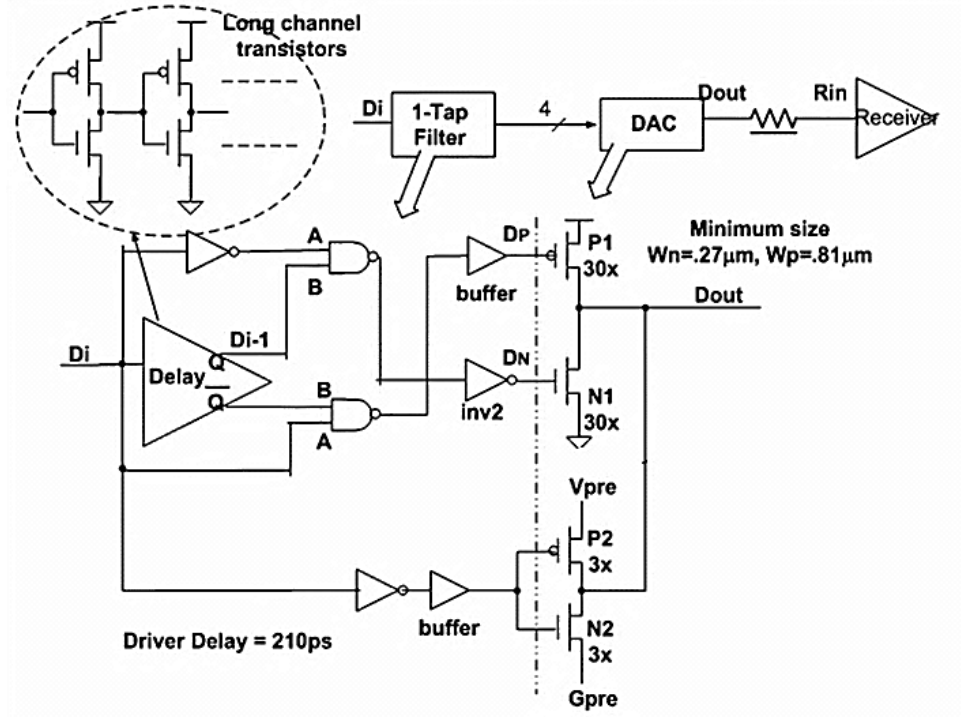 Long channel
transistors
Di
1-Tap
Filter
4
DAC
Dout
Rin
Receiver
Minimum size
Wn=.27μm, Wp=.81μm
A
B
DP
P1
30x
buffer
Dout
Di
Delay
Q
Di-1
Q
B
A
DN
inv2
N1
30x
Vpre
P2
3x
buffer
N2
3x
Gpre
Driver Delay = 210ps